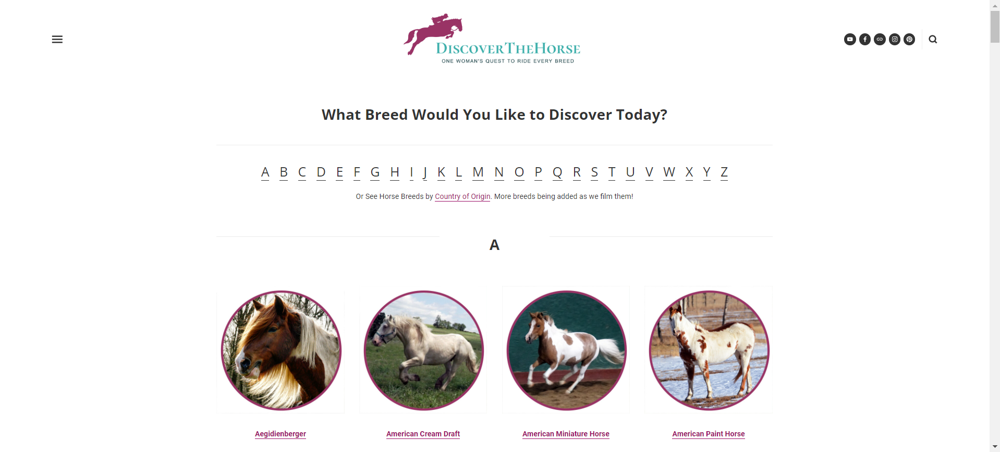 DiscoverTheHorse
ONE WOMAN'S QUEST TO RIDE EVERY BREED
What Breed Would You Like to Discover Today?
A B C D E F G H I J K L M N O P Q R S T U V W X Y Z
Or See Horse Breeds by Country of Origin. More breeds being added as we film them!
A
Aegidienberger
American Cream Draft
American Miniature Horse
American Paint Horse